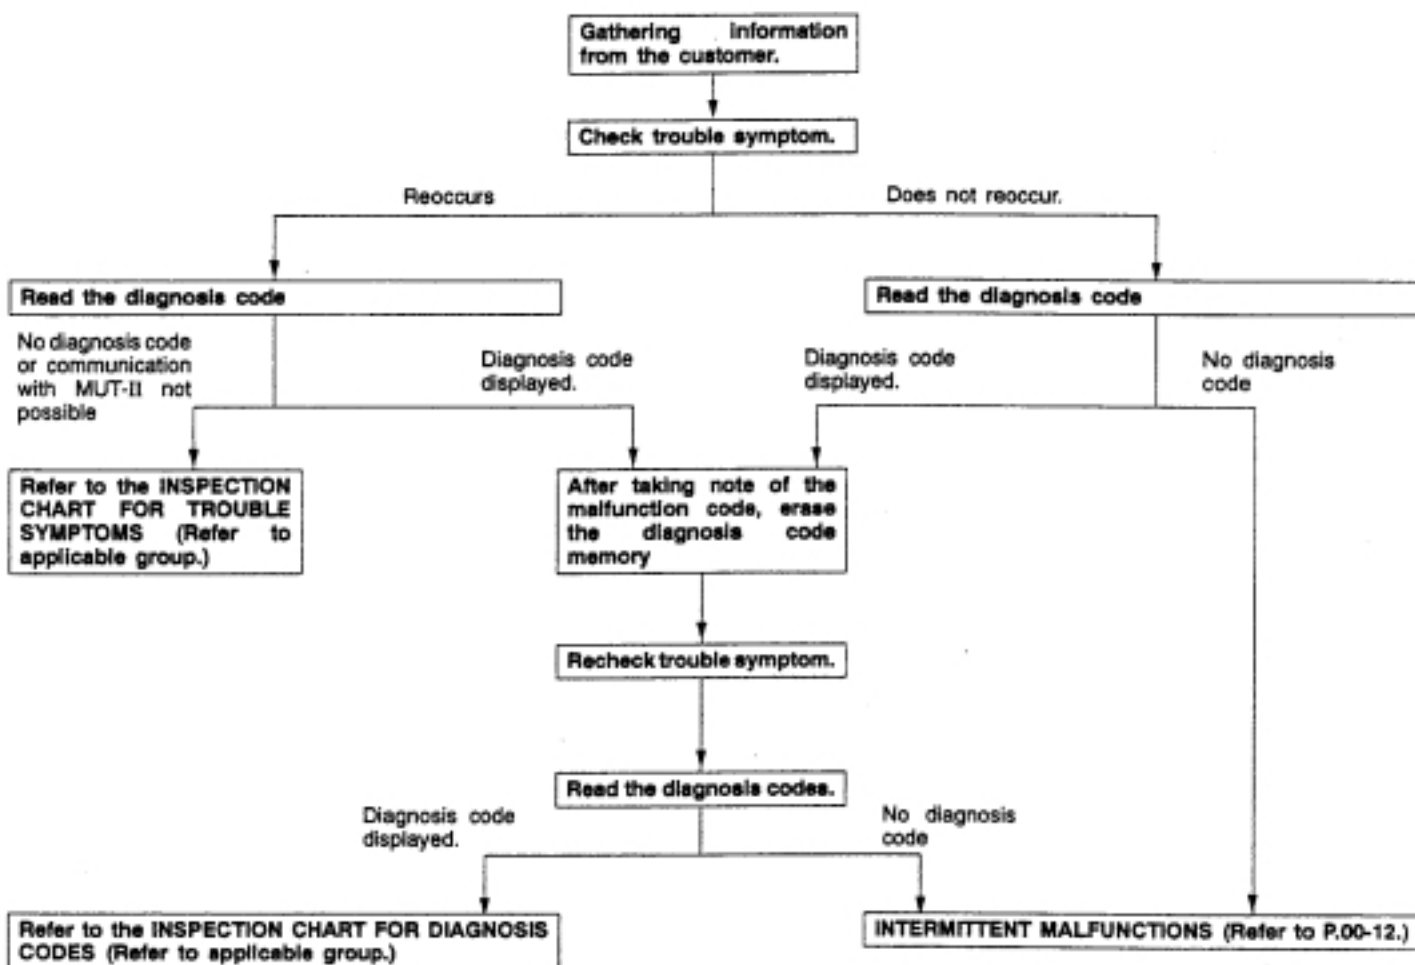 Gathering information
from the customer.
Check trouble symptom.
Reoccurs
Does not reoccur.
Read the diagnosis code
Read the diagnosis code
No diagnosis code
or communication
with MUT-II not
possible
Diagnosis code
displayed.
Diagnosis code
displayed.
No diagnosis
code
Refer to the INSPECTION
CHART FOR TROUBLE
SYMPTOMS (Refer to
applicable group.)
After taking note of the
malfunction code, erase
the diagnosis code
memory
Recheck trouble symptom.
Read the diagnosis codes.
Diagnosis code
displayed.
No diagnosis
code
Refer to the INSPECTION CHART FOR DIAGNOSIS
CODES (Refer to applicable group.)
INTERMITTENT MALFUNCTIONS (Refer to P.00-12.)